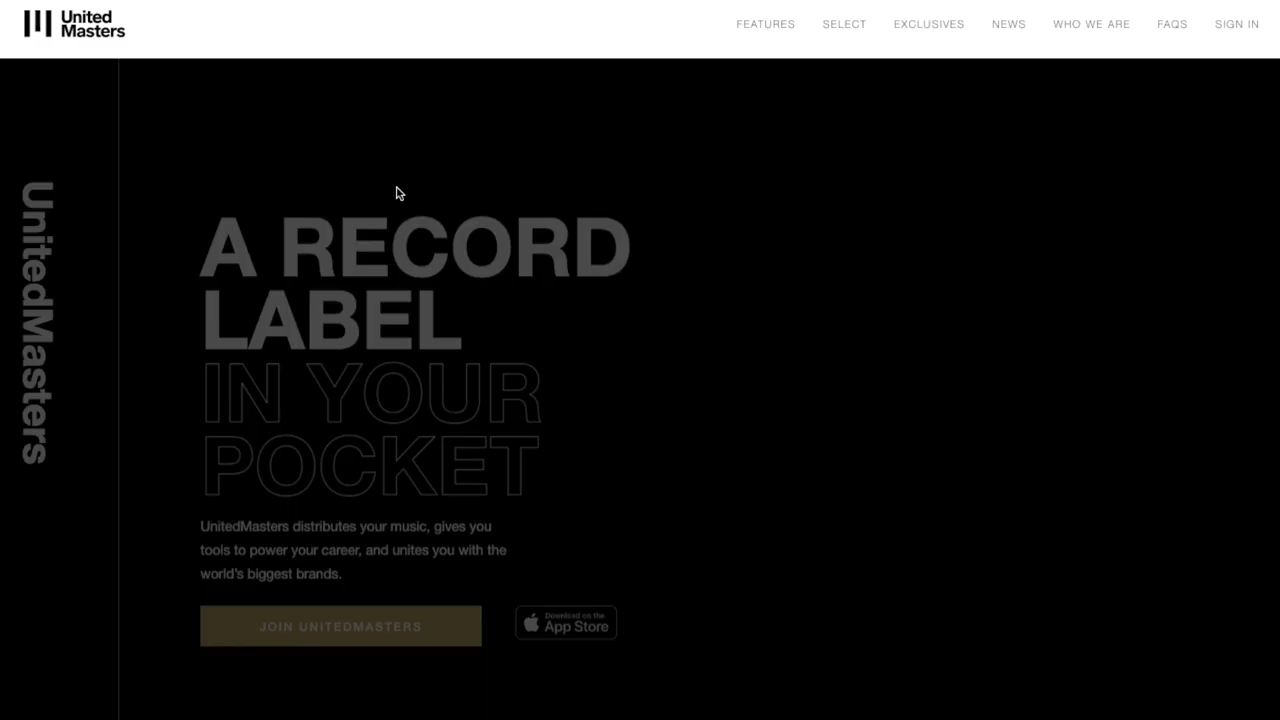 United
Masters
FEATURES SELECT EXCLUSIVES NEWS WHO WE ARE FAQS SIGN IN
UnitedMasters
A RECORD
LABEL
IN YOUR
POCKET
UnitedMasters distributes your music, gives you
tools to power your career, and unites you with the
world's biggest brands.
JOIN UNITEDMASTERS
Download on the
App Store